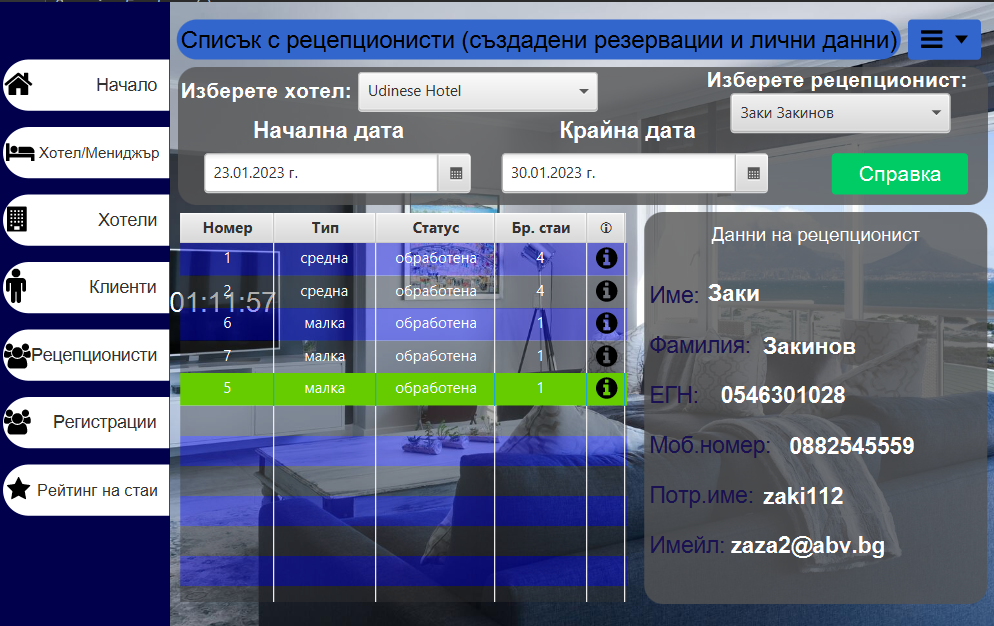 Списък с рецепционисти (създадени резервации и лични данни)
Начало
Хотел/Мениджър
Хотели
Клиенти
Рецепционисти
Регистрации
Рейтинг на стаи
Изберете хотел: Udinese Hotel
Изберете рецепционист:
Заки Закинов
Начална дата
Крайна дата
23.01.2023 г.
30.01.2023 г.
Справка
Номер Тип Статус Бр. стаи
1 средна обработена 4
2 средна обработена 4
6 малка обработена 1
7 малка обработена 1
5 малка обработена 1
01:11:57
Данни на рецепционист
Име: Заки
Фамилия: Закинов
ЕГН: 0546301028
Моб.номер: 0882545559
Потр.име: zaki112
Имейл: zaza2@abv.bg